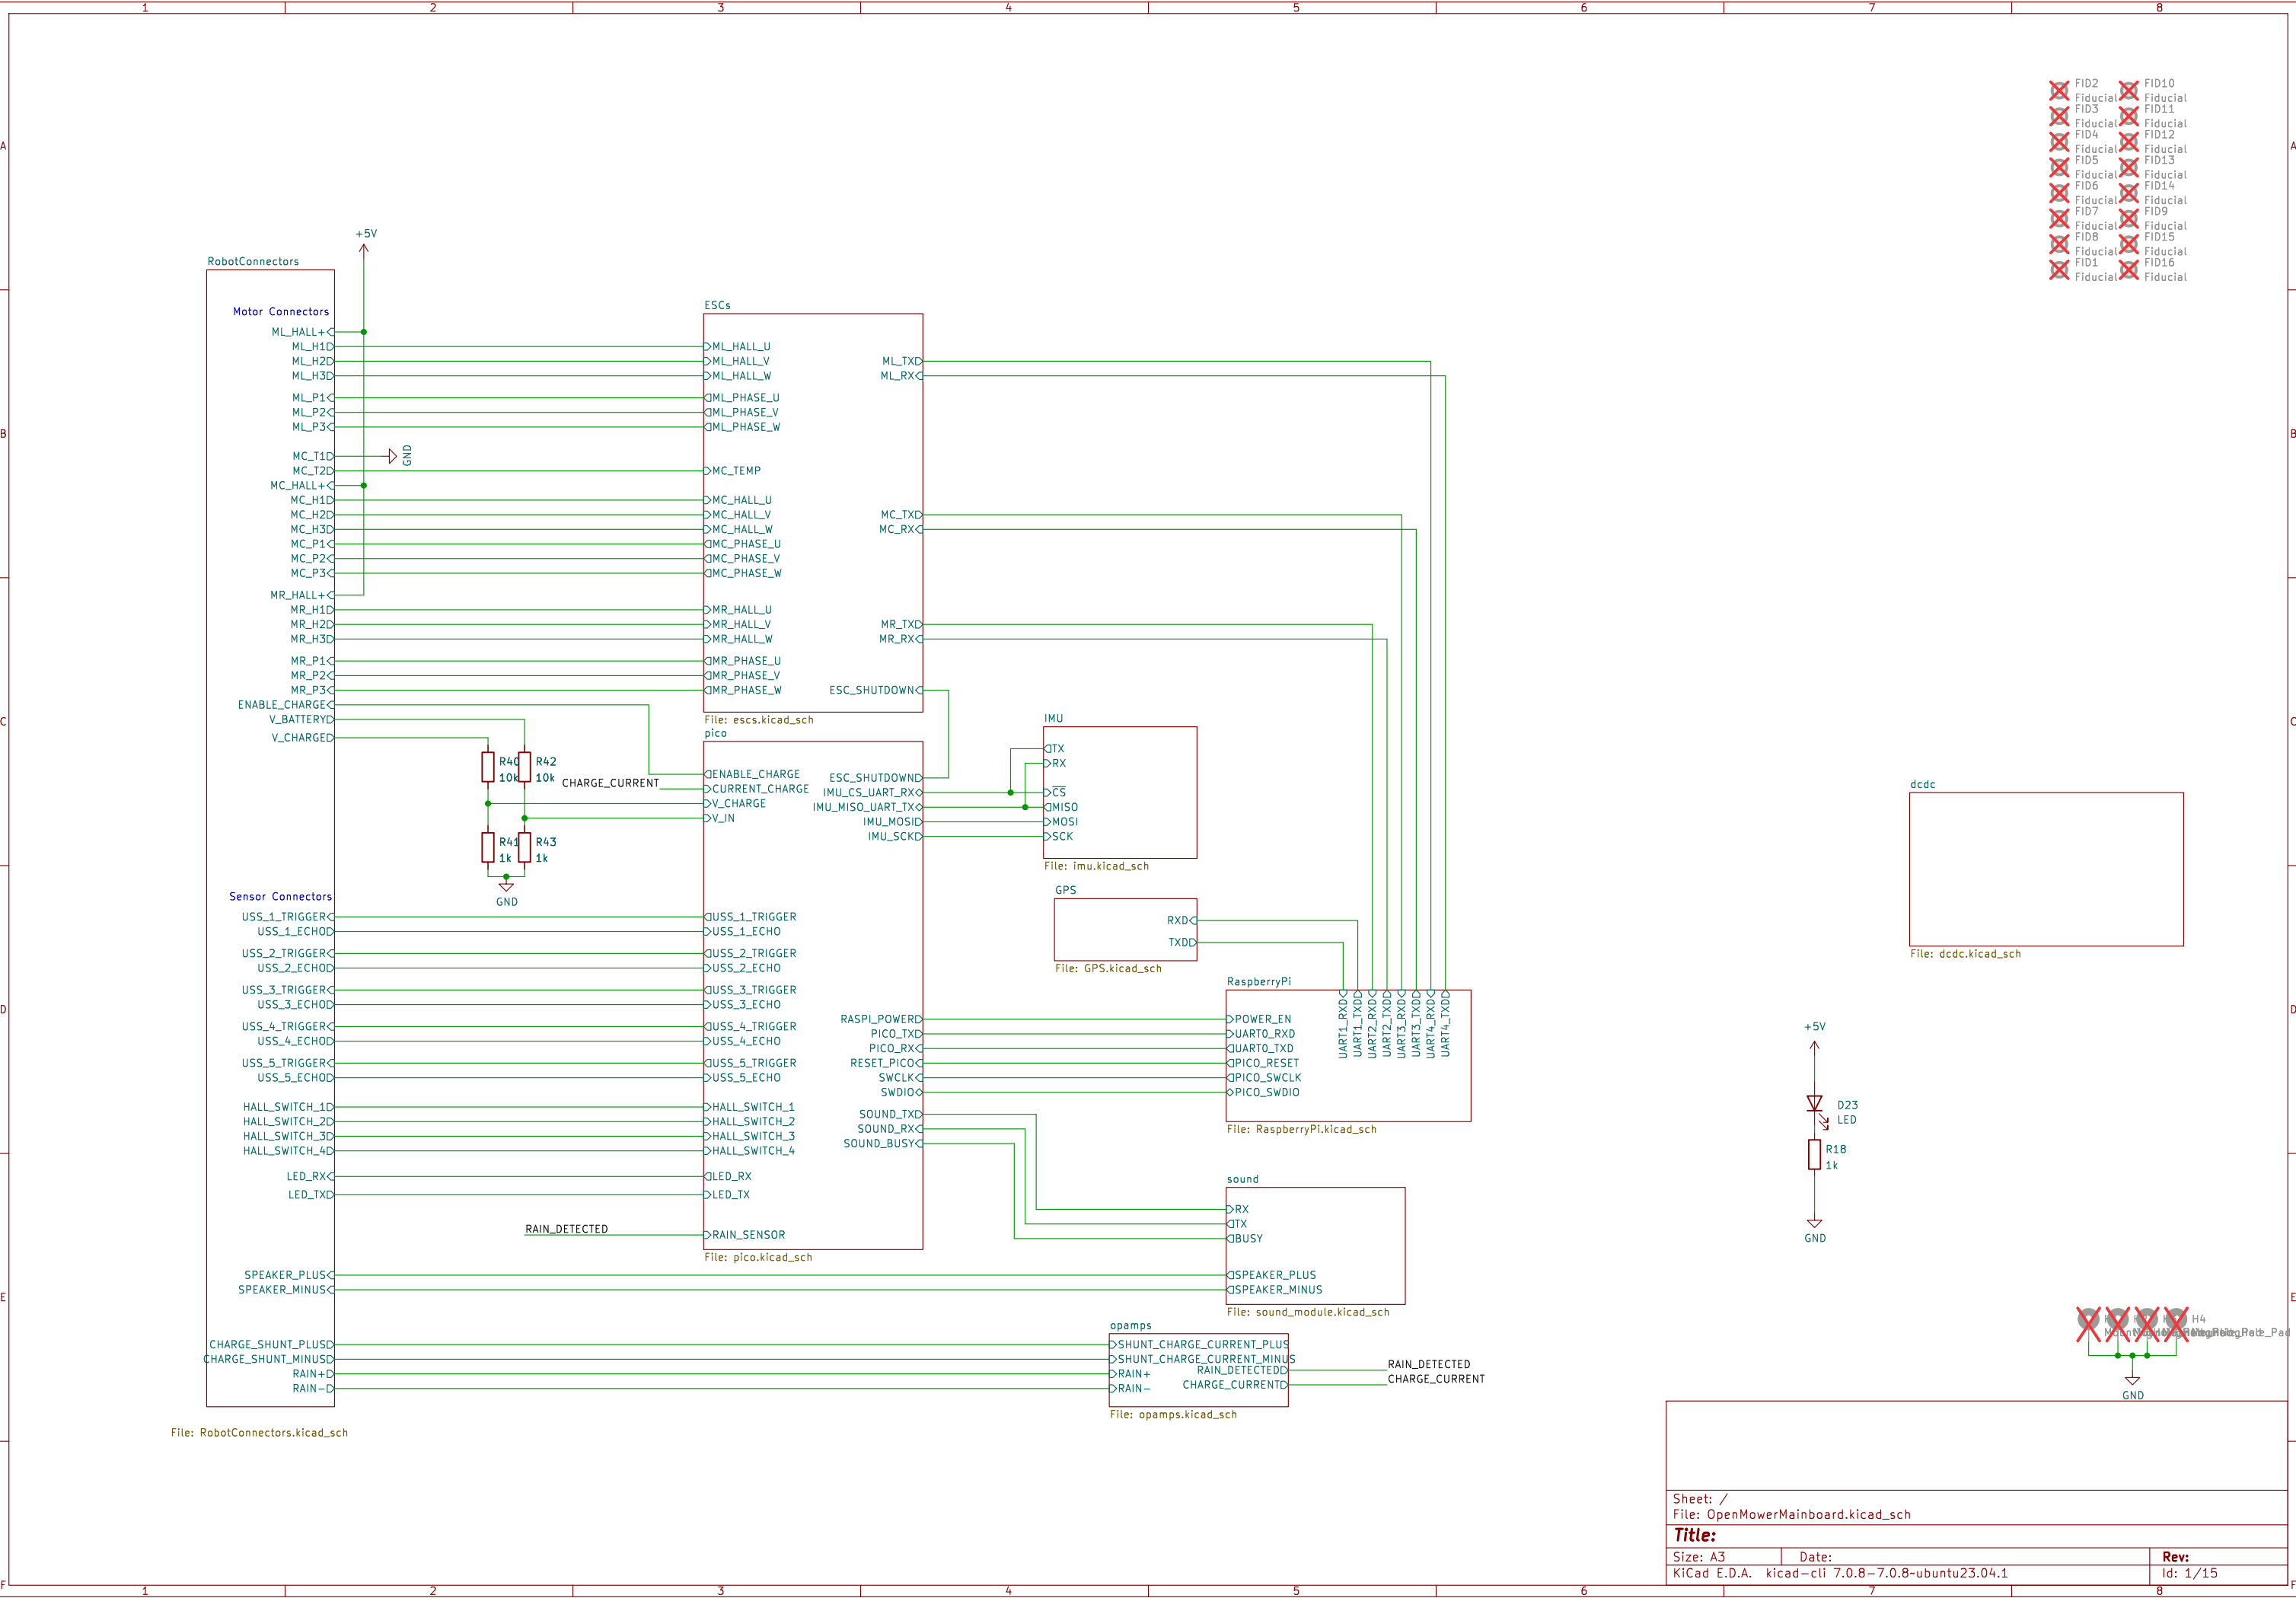 1 2 3 4 5 6 7 8
A A
B B
C C
D D
E E
F F
FID2
Fiducial
FID3
Fiducial
FID4
Fiducial
FID5
Fiducial
FID6
Fiducial
FID7
Fiducial
FID8
Fiducial
FID1
Fiducial
FID10
Fiducial
FID11
Fiducial
FID12
Fiducial
FID13
Fiducial
FID14
Fiducial
FID9
Fiducial
FID15
Fiducial
FID16
Fiducial
+5V
RobotConnectors
Motor Connectors
ML_HALL+
ML_H1
ML_H2
ML_H3
ML_P1
ML_P2
ML_P3
MC_T1
MC_T2
MC_HALL+
MC_H1
MC_H2
MC_H3
MC_P1
MC_P2
MC_P3
MR_HALL+
MR_H1
MR_H2
MR_H3
MR_P1
MR_P2
MR_P3
ENABLE_CHARGE
V_BATTERY
V_CHARGE
Sensor Connectors
USS_1_TRIGGER
USS_1_ECHO
USS_2_TRIGGER
USS_2_ECHO
USS_3_TRIGGER
USS_3_ECHO
USS_4_TRIGGER
USS_4_ECHO
USS_5_TRIGGER
USS_5_ECHO
HALL_SWITCH_1
HALL_SWITCH_2
HALL_SWITCH_3
HALL_SWITCH_4
LED_RX
LED_TX
SPEAKER_PLUS
SPEAKER_MINUS
CHARGE_SHUNT_PLUS
CHARGE_SHUNT_MINUS
RAIN+
RAIN-
File: RobotConnectors.kicad_sch
GND
R40
10k
R42
10k
R41
1k
R43
1k
GND
CHARGE_CURRENT
RAIN_DETECTED
ESCs
ML_HALL_U
ML_HALL_V
ML_HALL_W
ML_PHASE_U
ML_PHASE_V
ML_PHASE_W
MC_TEMP
MC_HALL_U
MC_HALL_V
MC_HALL_W
MC_PHASE_U
MC_PHASE_V
MC_PHASE_W
MR_HALL_U
MR_HALL_V
MR_HALL_W
MR_PHASE_U
MR_PHASE_V
MR_PHASE_W
ML_TX
ML_RX
MC_TX
MC_RX
MR_TX
MR_RX
ESC_SHUTDOWN
File: escs.kicad_sch
pico
ENABLE_CHARGE
CURRENT_CHARGE
V_CHARGE
V_IN
USS_1_TRIGGER
USS_1_ECHO
USS_2_TRIGGER
USS_2_ECHO
USS_3_TRIGGER
USS_3_ECHO
USS_4_TRIGGER
USS_4_ECHO
USS_5_TRIGGER
USS_5_ECHO
HALL_SWITCH_1
HALL_SWITCH_2
HALL_SWITCH_3
HALL_SWITCH_4
LED_RX
LED_TX
RAIN_SENSOR
ESC_SHUTDOWN
IMU_CS_UART_RX
IMU_MISO_UART_TX
IMU_MOSI
IMU_SCK
RASPI_POWER
PICO_TX
PICO_RX
RESET_PICO
SWCLK
SWDIO
SOUND_TX
SOUND_RX
SOUND_BUSY
File: pico.kicad_sch
IMU
TX
RX
CS
MISO
MOSI
SCK
File: imu.kicad_sch
GPS
RXD
TXD
File: GPS.kicad_sch
RaspberryPi
UART1_RXD
UART1_TXD
UART2_RXD
UART2_TXD
UART3_RXD
UART3_TXD
UART4_RXD
UART4_TXD
POWER_EN
UART0_RXD
UART0_TXD
PICO_RESET
PICO_SWCLK
PICO_SWDIO
File: RaspberryPi.kicad_sch
sound
RX
TX
BUSY
SPEAKER_PLUS
SPEAKER_MINUS
File: sound_module.kicad_sch
opamps
SHUNT_CHARGE_CURRENT_PLUS
SHUNT_CHARGE_CURRENT_MINUS
RAIN+
RAIN-
RAIN_DETECTED
CHARGE_CURRENT
File: opamps.kicad_sch
RAIN_DETECTED
CHARGE_CURRENT
dcdc
File: dcdc.kicad_sch
+5V
D23
LED
R18
1k
GND
H4
GND
Sheet: /
File: OpenMowerMainboard.kicad_sch
Title:
Size: A3 Date: Rev:
KiCad E.D.A. kicad-cli 7.0.8-7.0.8~ubuntu23.04.1 Id: 1/15
1 2 3 4 5 6 7 8